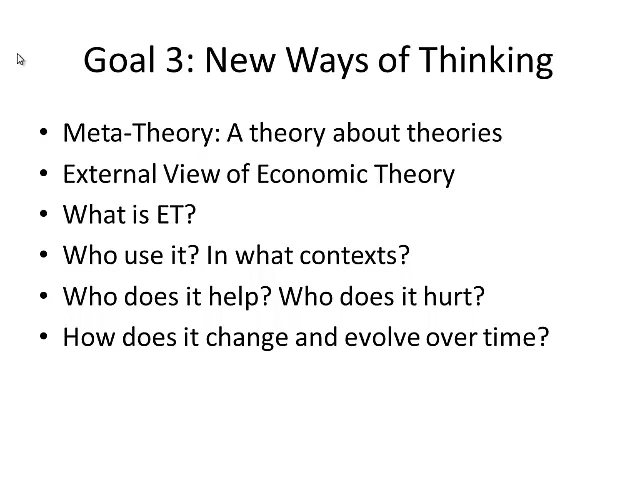 Goal 3: New Ways of Thinking
• Meta-Theory: A theory about theories
• External View of Economic Theory
• What is ET?
• Who use it? In what contexts?
• Who does it help? Who does it hurt?
• How does it change and evolve over time?